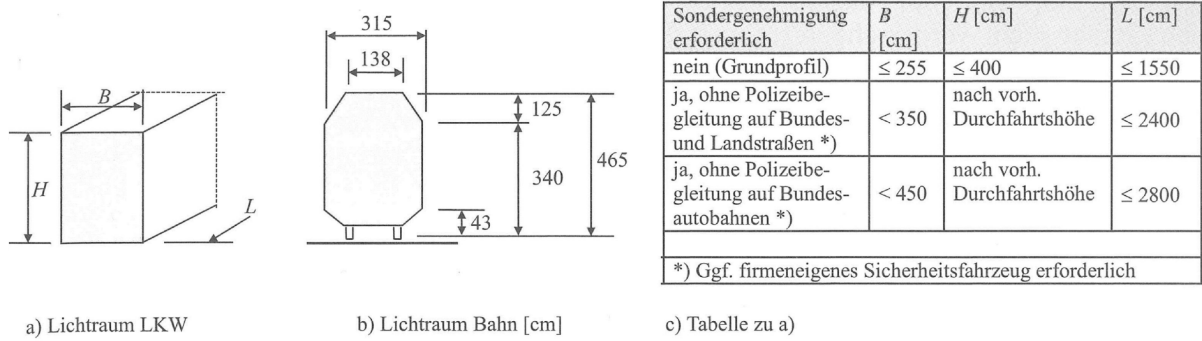 B
H
L
315
138
125
340
465
43
Sondergenehmigung
erforderlich
B
[cm]
H [cm]
L [cm]
nein (Grundprofil)
≤ 255
≤ 400
≤ 1550
ja, ohne Polizeibe-
gleitung auf Bundes-
und Landstraßen *)
< 350
nach vorh.
Durchfahrtshöhe
≤ 2400
ja, ohne Polizeibe-
gleitung auf Bundes-
autobahnen *)
< 450
nach vorh.
Durchfahrtshöhe
≤ 2800
*) Ggf. firmeneigenes Sicherheitsfahrzeug erforderlich
a) Lichtraum LKW
b) Lichtraum Bahn [cm]
c) Tabelle zu a)